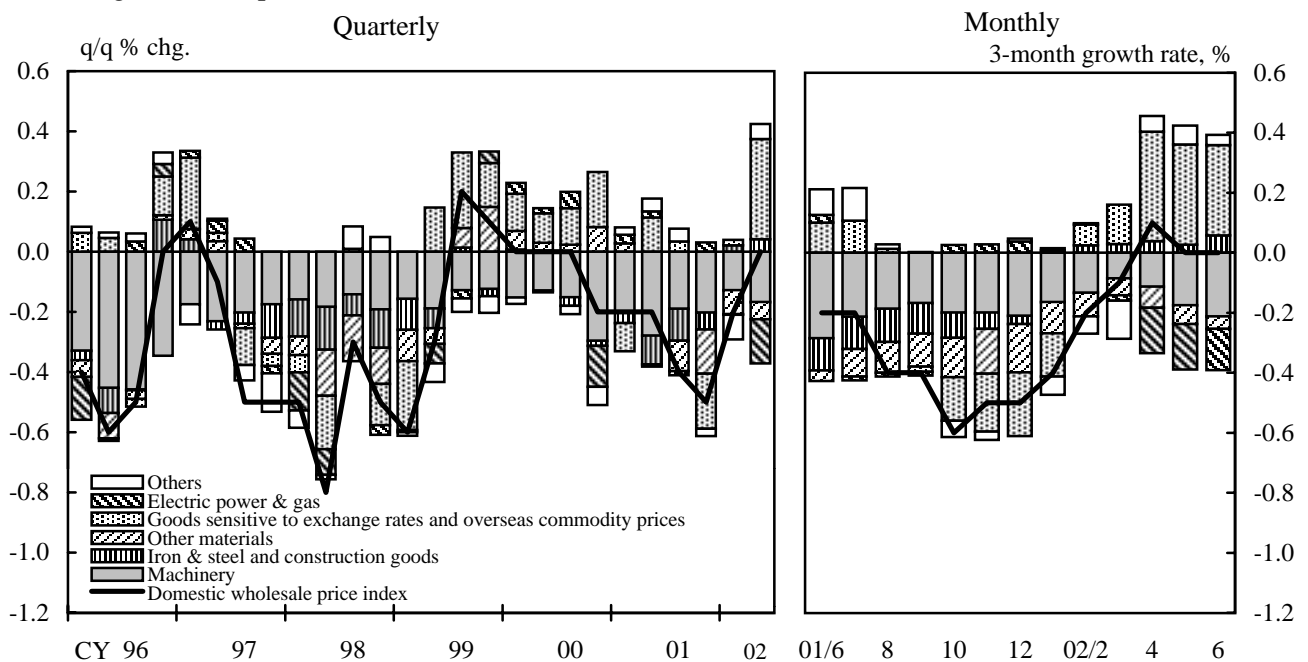 Quarterly
Monthly
q/q % chg.
3-month growth rate, %
0.6
0.4
0.2
0.0
-0.2
-0.4
-0.6
-0.8
-1.0
-1.2
Others
Electric power & gas
Goods sensitive to exchange rates and overseas commodity prices
Other materials
Iron & steel and construction goods
Machinery
Domestic wholesale price index
0.6
0.4
0.2
0.0
-0.2
-0.4
-0.6
-0.8
-1.0
-1.2
CY 96 97 98 99 00 01 02
01/6 8 10 12 02/2 4 6